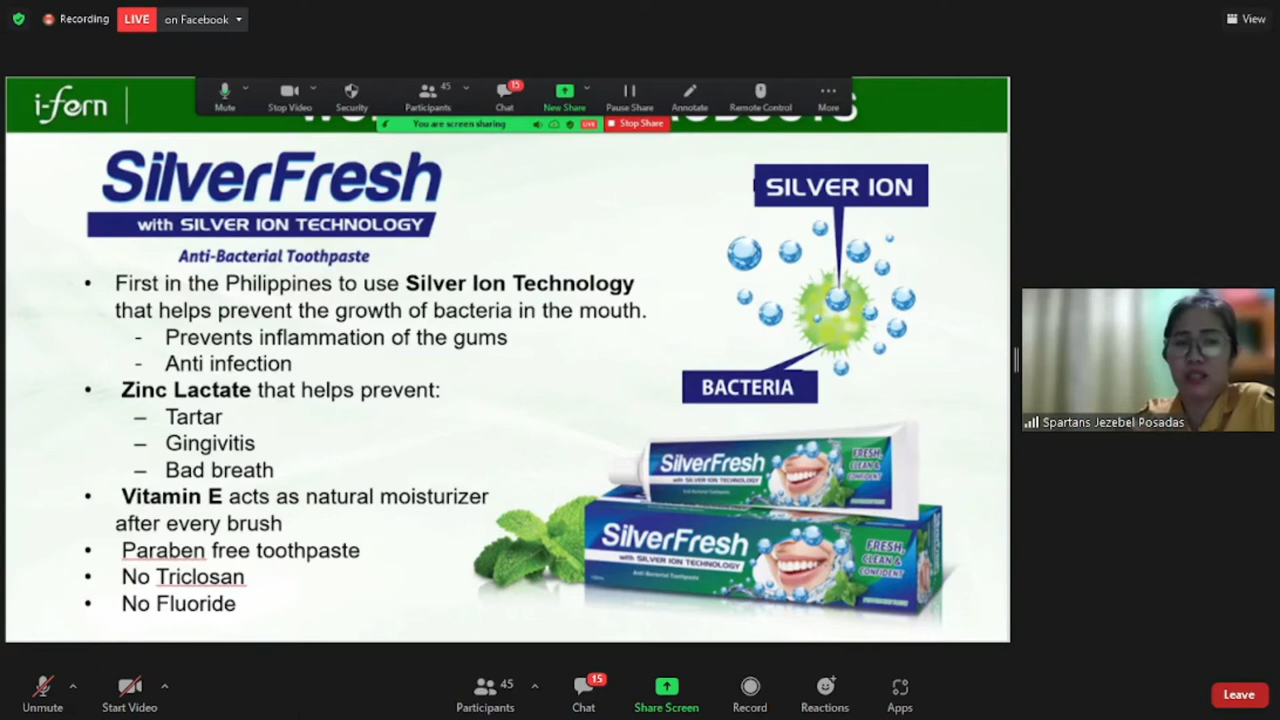 Recording
LIVE
on Facebook
View
i-fern
Mute
Stop Video
Security
45
Participants
15
Chat
New Share
Pause Share
Annotate
Remote Control
More
You are screen sharing
LIVE
Stop Share
SilverFresh
with SILVER ION TECHNOLOGY
Anti-Bacterial Toothpaste
• First in the Philippines to use Silver Ion Technology
that helps prevent the growth of bacteria in the mouth.
- Prevents inflammation of the gums
- Anti infection
• Zinc Lactate that helps prevent:
– Tartar
– Gingivitis
– Bad breath
• Vitamin E acts as natural moisturizer
after every brush
• Paraben free toothpaste
• No Triclosan
• No Fluoride
SILVER ION
BACTERIA
SilverFresh
with SILVER ION TECHNOLOGY
Anti-Bacterial Toothpaste
FRESH,
CLEAN &
CONFIDENT
SilverFresh
with SILVER ION TECHNOLOGY
Anti-Bacterial Toothpaste
FRESH,
CLEAN &
CONFIDENT
Spartans Jezebel Posadas
Unmute
Start Video
45
Participants
15
Chat
Share Screen
Record
Reactions
Apps
Leave